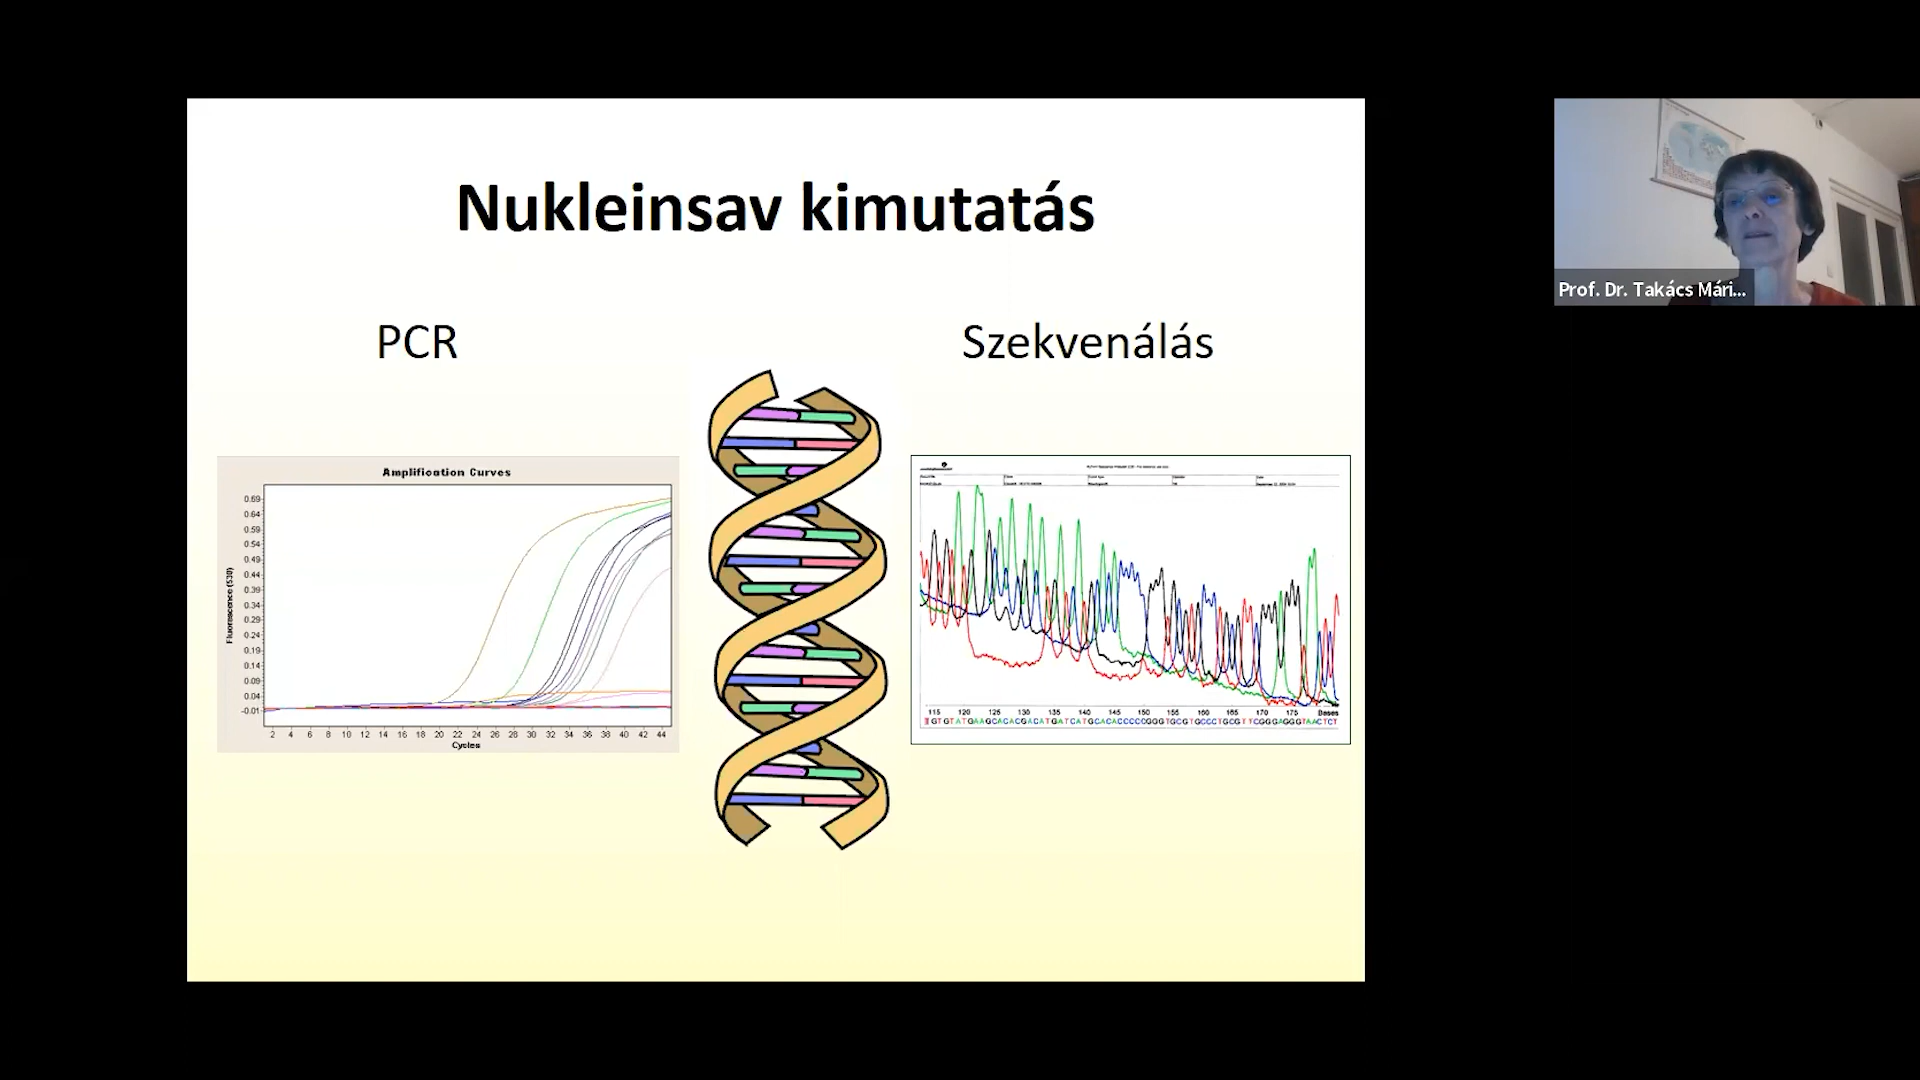 Nukleinsav kimutatás
PCR
Szekvenálás
Amplification Curves
Fluorescence (530)
0.69
0.64
0.59
0.54
0.49
0.44
0.39
0.34
0.29
0.24
0.19
0.14
0.09
0.04
-0.01
2 4 6 8 10 12 14 16 18 20 22 24 26 28 30 32 34 36 38 40 42 44
Cycles
115 120 125 130 135 140 145 150 155 160 165 170 175 Bases
Prof. Dr. Takács Mári...